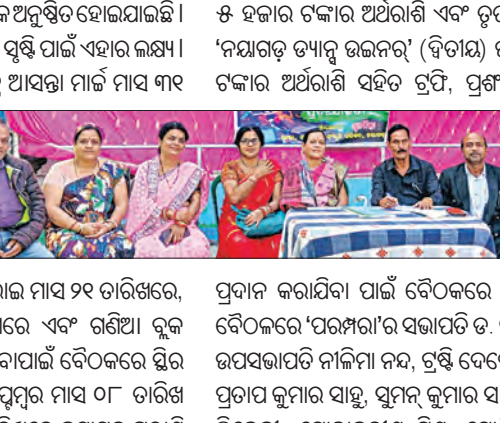 କ ଅନୁଷ୍ଠିତ ହୋଇଯାଇଛି ।
ସୃଷ୍ଟି ପାଇଁ ଏହାର ଲକ୍ଷ୍ୟ ।
ଆସନ୍ତା ମାର୍ଚ୍ଚ ମାସ ୩୧
ମାସ ୨୧ ତାରିଖରେ,
ଏବଂ ଗଣିଆ ବ୍ଲକ
ବୈଠକରେ ସ୍ଥିର
ମାସ ୦୮ ତାରିଖ
୫ ହଜାର ଟଙ୍କାର ଅର୍ଥରାଶି ଏବଂ
‘ନୟାଗଡ଼ ଡ୍ୟାନ୍ସ ଉଇନର୍’ (ଦ୍ୱିତୀୟ)
ଟଙ୍କାର ଅର୍ଥରାଶି ସହିତ ଟ୍ରଫି,
ପ୍ରଦାନ କରାଯିବା ପାଇଁ ବୈଠକରେ
ବୈଠକରେ ‘ପରମ୍ପରା’ର ସଭାପତି ଡ.
ଉପସଭାପତି ନୀଳିମା ନନ୍ଦ, ଟ୍ରଷ୍ଟି
ପ୍ରତାପ କୁମାର ସାହୁ, ସୁମନ୍ କୁମାର